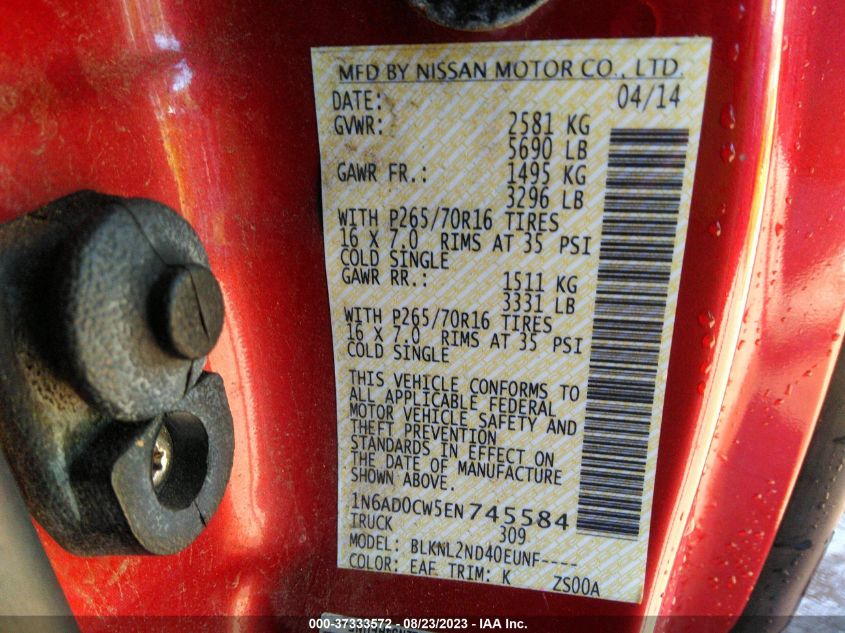 MFD BY NISSAN MOTOR CO., LTD.
DATE: 04/14
GVWR: 2581 KG
5690 LB
GAWR FR.: 1495 KG
3296 LB
WITH P265/70R16 TIRES
16 X 7.0 RIMS AT 35 PSI
COLD SINGLE
GAWR RR.: 1511 KG
3331 LB
WITH P265/70R16 TIRES
16 X 7.0 RIMS AT 35 PSI
COLD SINGLE
THIS VEHICLE CONFORMS TO
ALL APPLICABLE FEDERAL
MOTOR VEHICLE SAFETY AND
THEFT PREVENTION
STANDARDS IN EFFECT ON
THE DATE OF MANUFACTURE
SHOWN ABOVE.
1N6AD0CW5EN745584
TRUCK 309
MODEL: BLKNL2ND40EUNF----
COLOR: EAF TRIM: K ZS00A
000-37333572 - 08/23/2023 - IAA Inc.